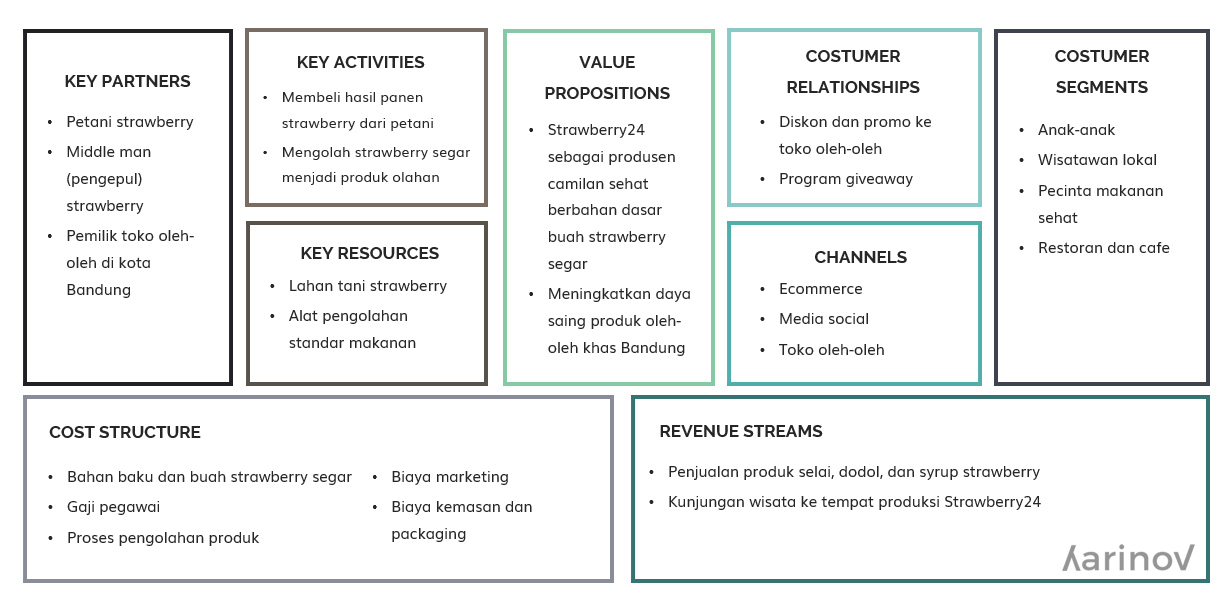 KEY PARTNERS
• Petani strawberry
• Middle man
(pengepul)
strawberry
• Pemilik toko oleh-
oleh di kota
Bandung
KEY ACTIVITIES
• Membeli hasil panen
strawberry dari petani
• Mengolah strawberry segar
menjadi produk olahan
KEY RESOURCES
• Lahan tani strawberry
• Alat pengolahan
standar makanan
VALUE
PROPOSITIONS
• Strawberry24
sebagai produsen
camilan sehat
berbahan dasar
buah strawberry
segar
• Meningkatkan daya
saing produk oleh-
oleh khas Bandung
COSTUMER
RELATIONSHIPS
• Diskon dan promo ke
toko oleh-oleh
• Program giveaway
CHANNELS
• Ecommerce
• Media social
• Toko oleh-oleh
COSTUMER
SEGMENTS
• Anak-anak
• Wisatawan lokal
• Pecinta makanan
sehat
• Restoran dan cafe
COST STRUCTURE
• Bahan baku dan buah strawberry segar
• Gaji pegawai
• Proses pengolahan produk
• Biaya marketing
• Biaya kemasan dan
packaging
REVENUE STREAMS
• Penjualan produk selai, dodol, dan syrup strawberry
• Kunjungan wisata ke tempat produksi Strawberry24